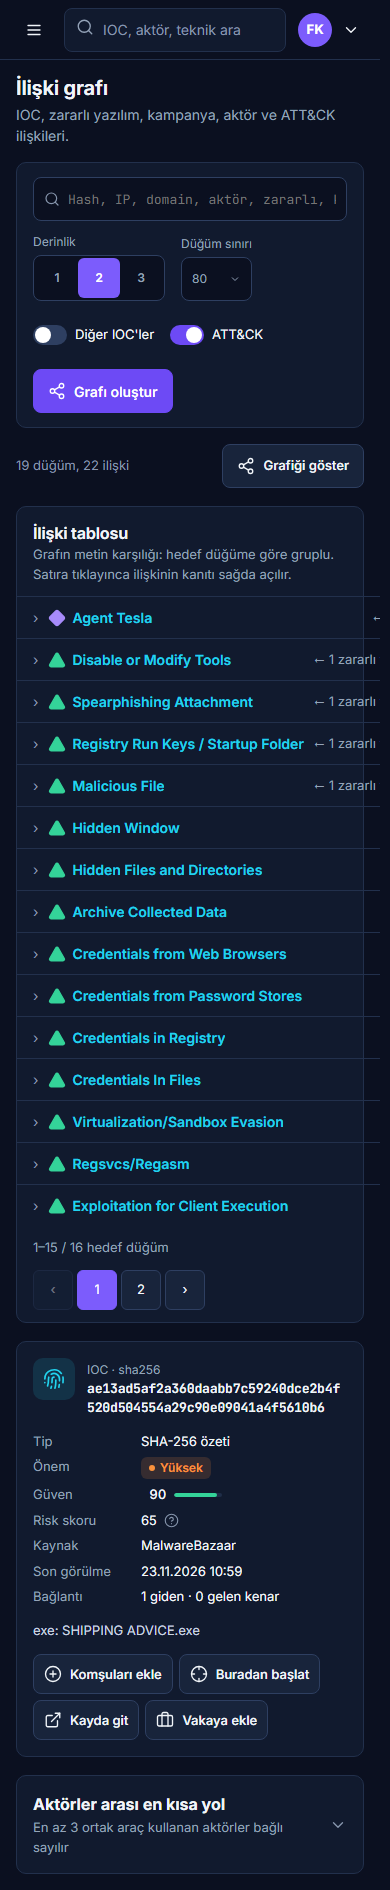 IOC, aktör, teknik ara
FK
İlişki grafı
IOC, zararlı yazılım, kampanya, aktör ve ATT&CK
ilişkileri.
Hash, IP, domain, aktör, zararlı,
Derinlik
Düğüm sınırı
1
2
3
80
Diğer IOC'ler
ATT&CK
Grafı oluştur
19 düğüm, 22 ilişki
Grafiği göster
İlişki tablosu
Grafın metin karşılığı: hedef düğüme göre gruplu.
Satıra tıklayınca ilişkinin kanıtı sağda açılır.
› Agent Tesla ←
› Disable or Modify Tools ← 1 zararlı
› Spearphishing Attachment ← 1 zararlı
› Registry Run Keys / Startup Folder ← 1 zararlı
› Malicious File ← 1 zararlı
› Hidden Window
› Hidden Files and Directories
› Archive Collected Data
› Credentials from Web Browsers
› Credentials from Password Stores
› Credentials in Registry
› Credentials In Files
› Virtualization/Sandbox Evasion
› Regsvcs/Regasm
› Exploitation for Client Execution
1–15 / 16 hedef düğüm
‹ 1 2 ›
IOC · sha256
ae13ad5af2a360daabb7c59240dce2b4f
520d504554a29c90e09041a4f5610b6
Tip SHA-256 özeti
Önem Yüksek
Güven 90
Risk skoru 65
Kaynak MalwareBazaar
Son görülme 23.11.2026 10:59
Bağlantı 1 giden · 0 gelen kenar
exe: SHIPPING ADVICE.exe
Komşuları ekle
Buradan başlat
Kayda git
Vakaya ekle
Aktörler arası en kısa yol
En az 3 ortak araç kullanan aktörler bağlı
sayılır